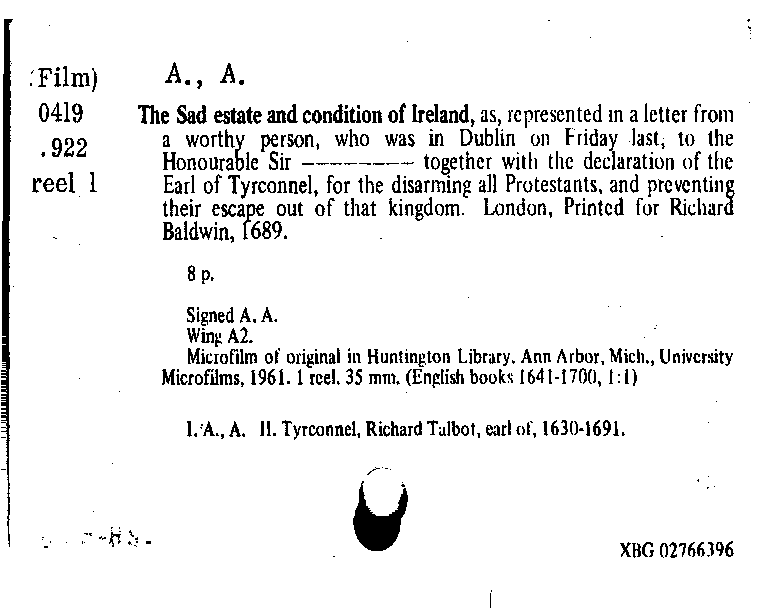 (Film) A., A.
0419 The Sad estate and condition of Ireland, as, represented in a letter from
.922 a worthy person, who was in Dublin on Friday last, to the
Honourable Sir ———— together with the declaration of the
reel 1 Earl of Tyrconnel, for the disarming all Protestants, and preventing
their escape out of that kingdom. London, Printed for Richard
Baldwin, 1689.
8 p.
Signed A. A.
Wing A2.
Microfilm of original in Huntington Library. Ann Arbor, Mich., University
Microfilms, 1961. 1 reel. 35 mm. (English books 1641-1700, 1:1)
I. A., A. II. Tyrconnel, Richard Talbot, earl of, 1630-1691.
XBG 02766396